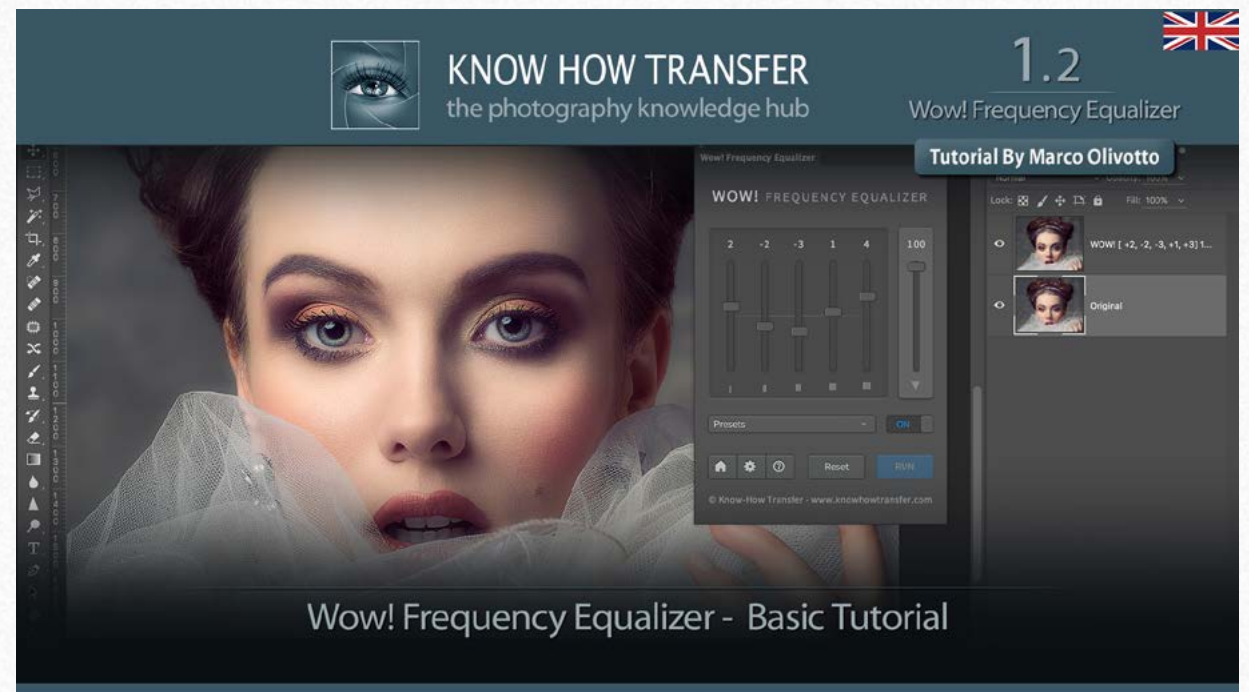 KNOW HOW TRANSFER
the photography knowledge hub
1.2
Wow! Frequency Equalizer
Tutorial By Marco Olivotto
Wow! Frequency Equalizer
WOW! FREQUENCY EQUALIZER
2 -2 -3 1 4 100
Presets
ON
Reset
RUN
© Know-How Transfer - www.knowhowtransfer.com
Normal Opacity: 100%
Lock: Fill: 100%
WOW! [ +2, -2, -3, +1, +3] 1...
Original
Wow! Frequency Equalizer - Basic Tutorial